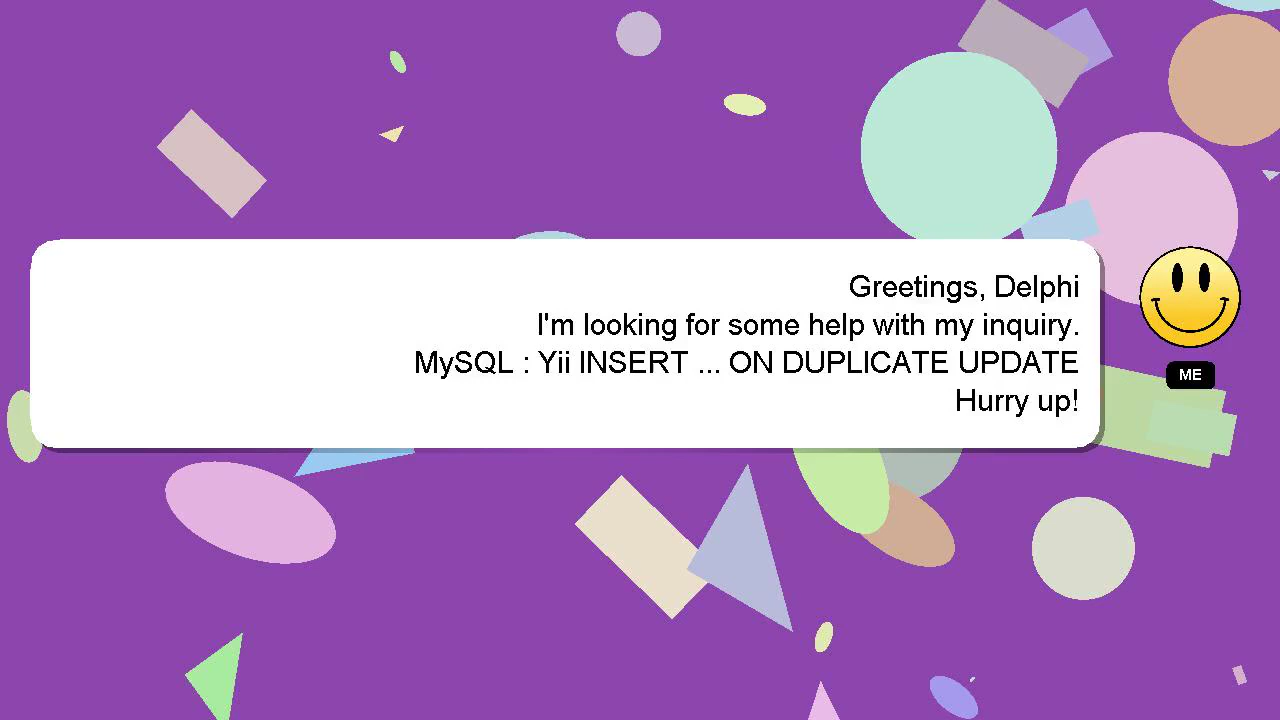 Greetings, Delphi
I'm looking for some help with my inquiry.
MySQL : Yii INSERT ... ON DUPLICATE UPDATE
Hurry up!
ME